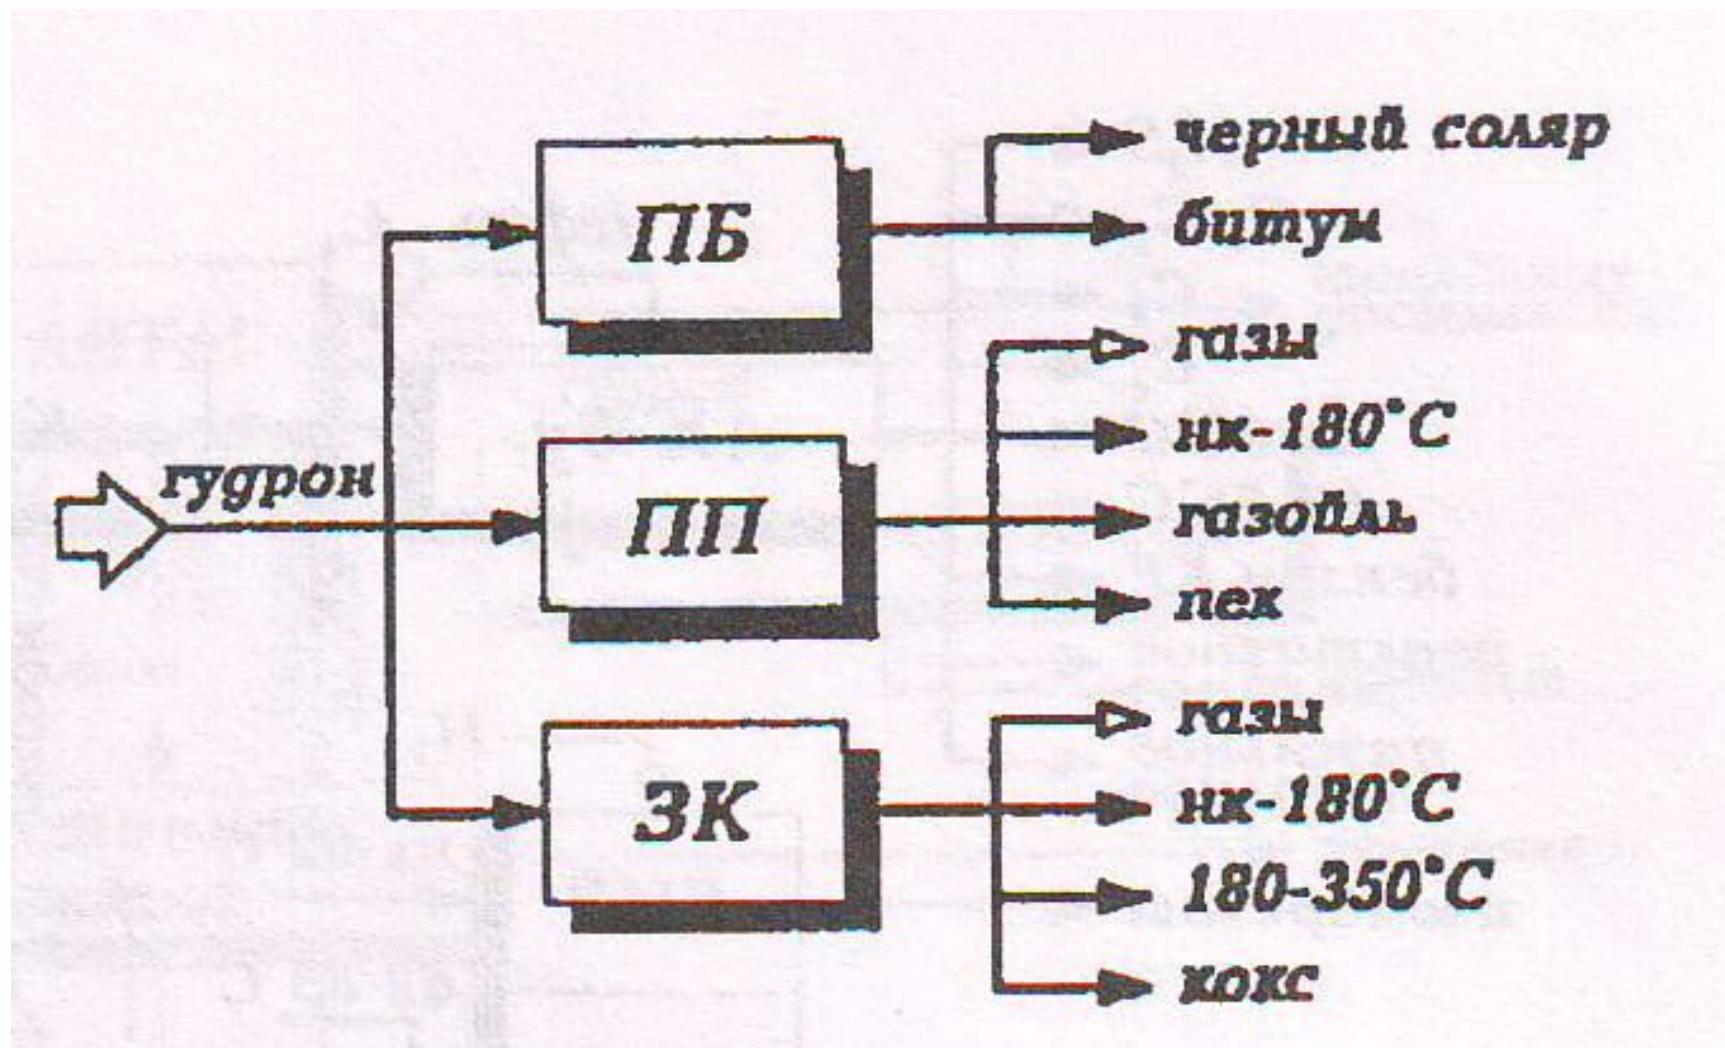 гудрон
ПБ
черный соляр
битум
ПП
газы
нк-180°С
газойль
пек
ЗК
газы
нк-180°С
180-350°С
кокс